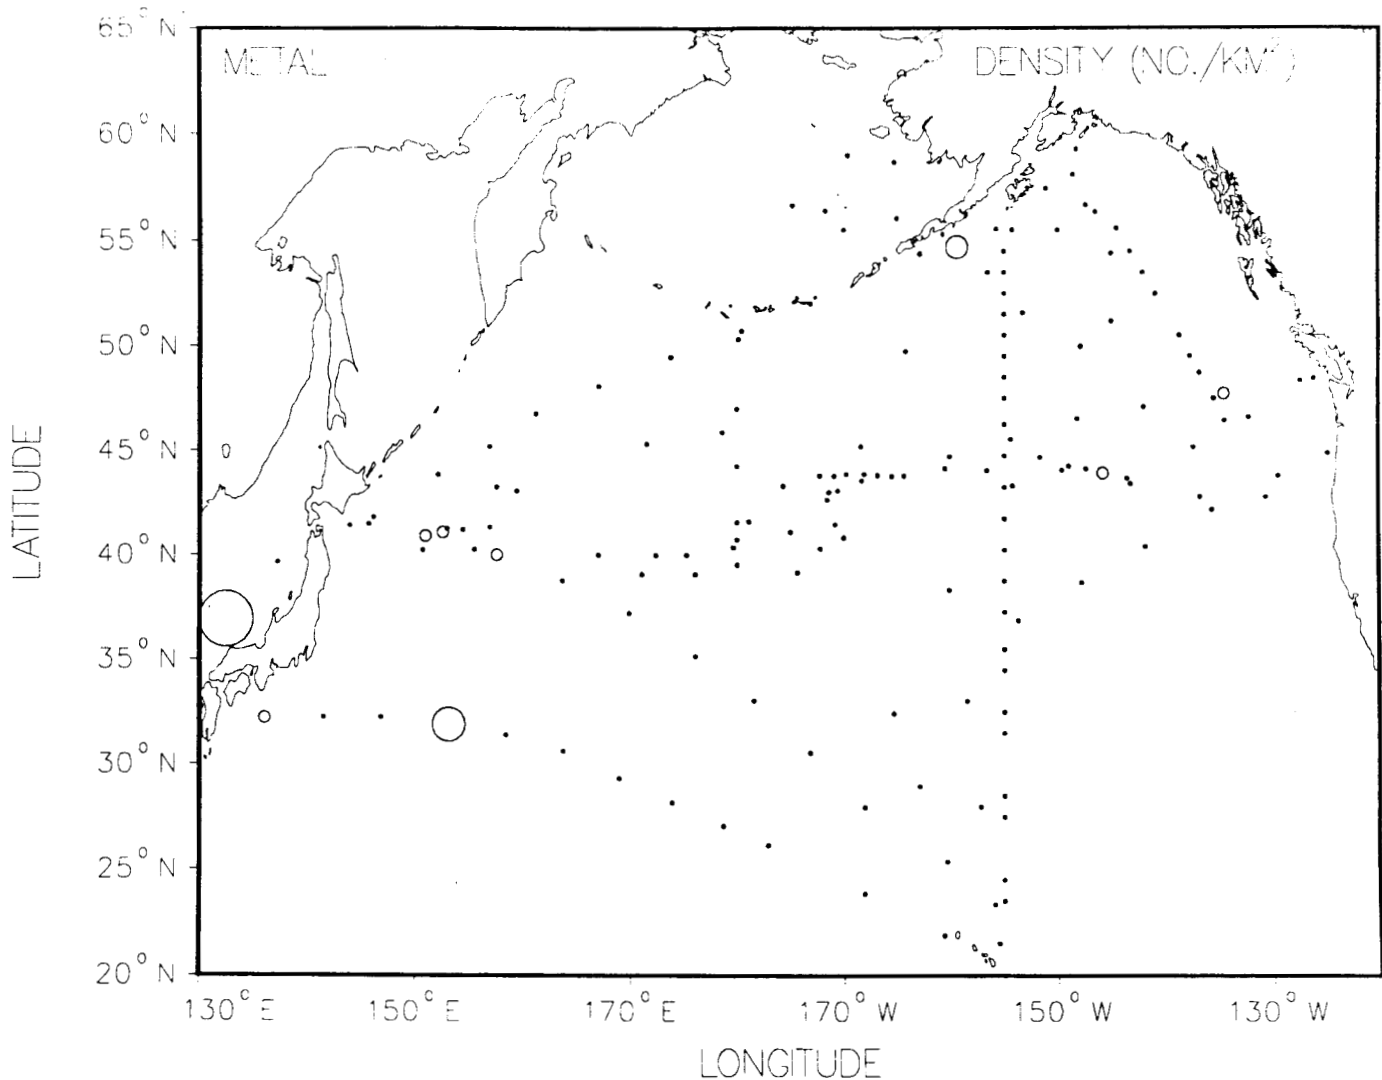 METAL
DENSITY (NO./KM²)
65° N
60° N
55° N
50° N
45° N
40° N
35° N
30° N
25° N
20° N
LATITUDE
130° E
150° E
170° E
170° W
150° W
130° W
LONGITUDE